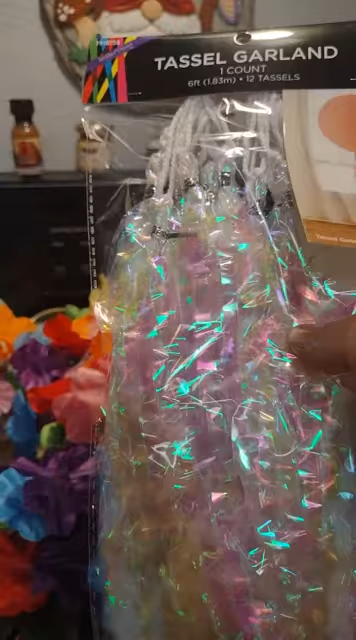 TASSEL GARLAND
1 COUNT
6ft (1.83m) • 12 TASSELS